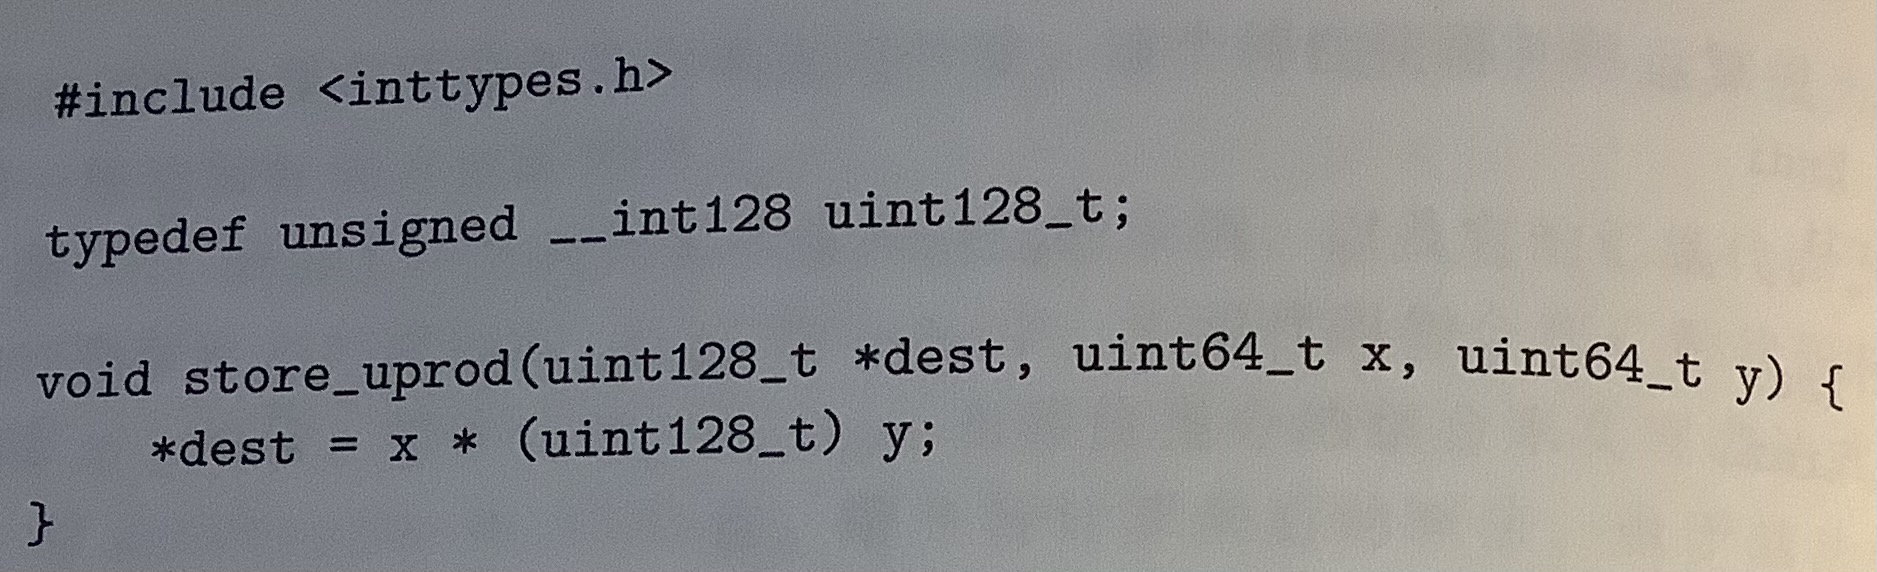 #include <inttypes.h>
typedef unsigned __int128 uint128_t;
void store_uprod(uint128_t *dest, uint64_t x, uint64_t y) {
    *dest = x * (uint128_t) y;
}